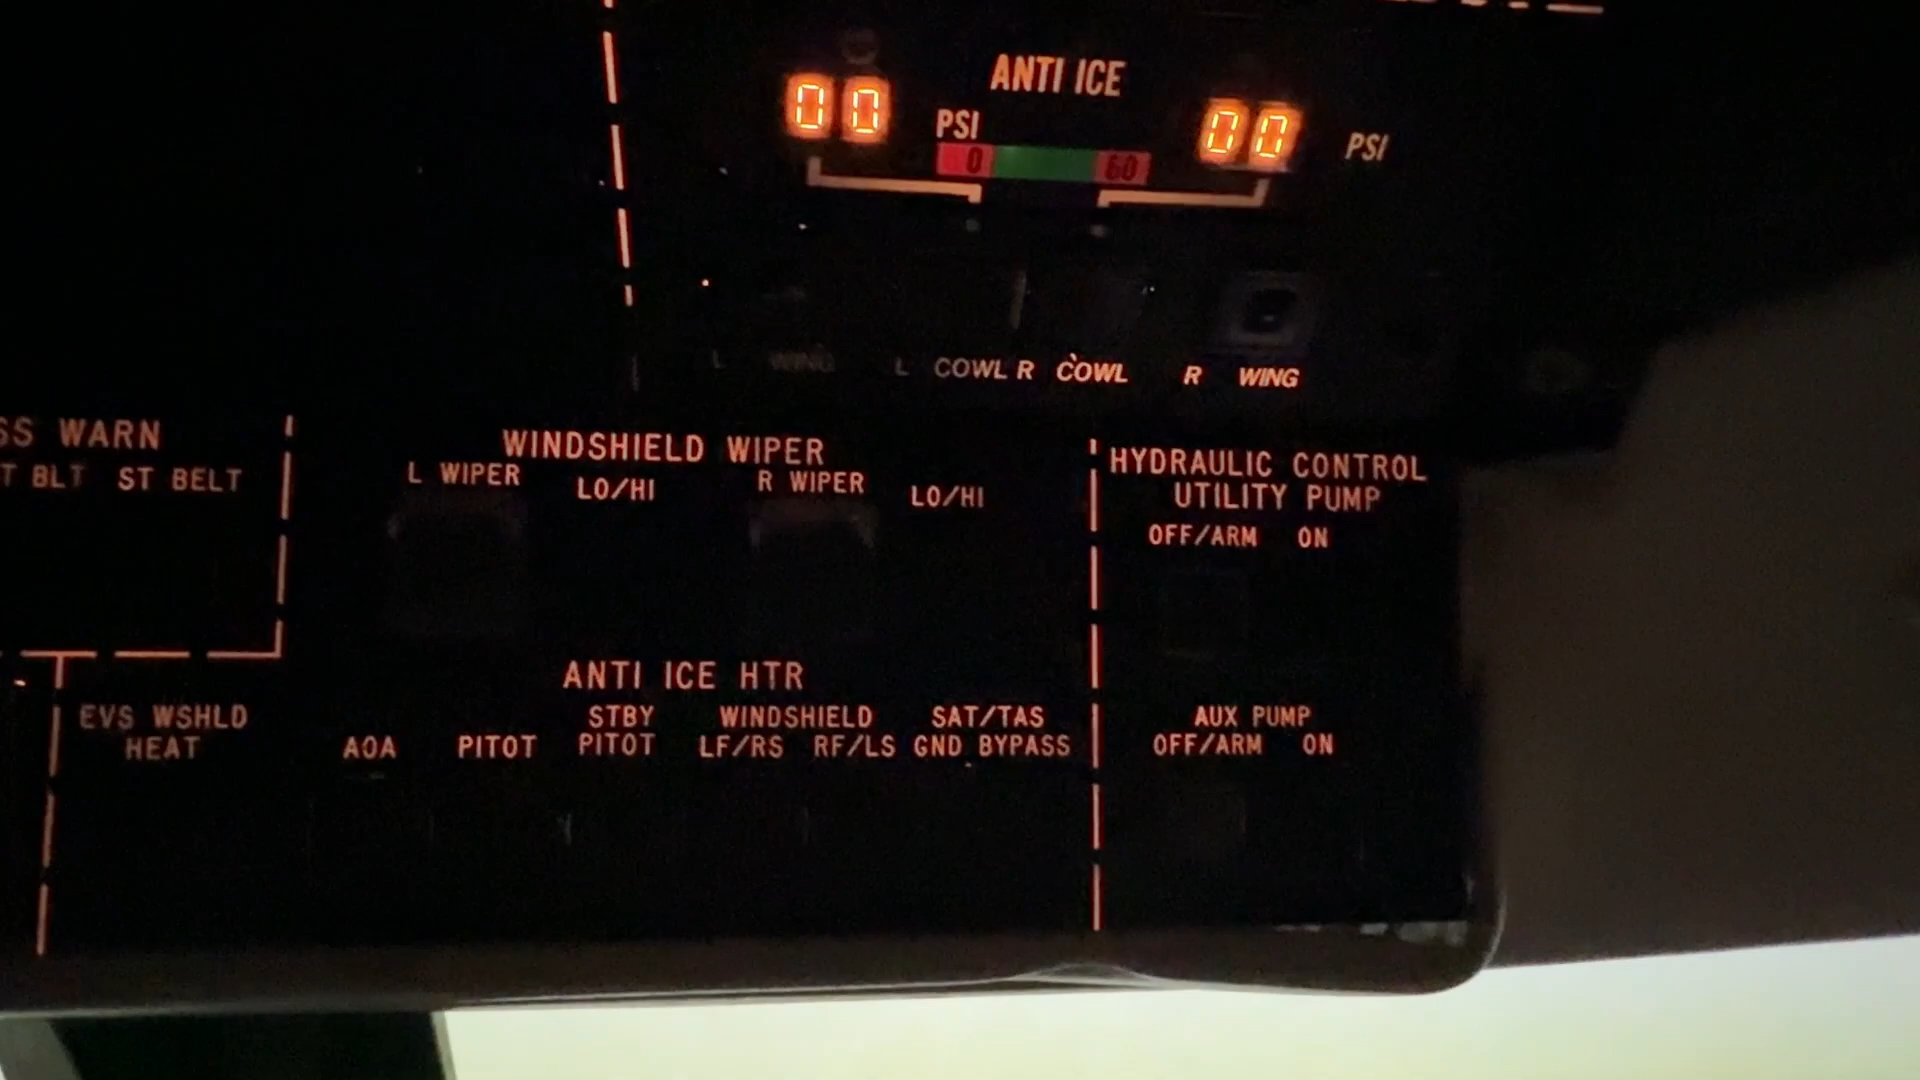 ANTI ICE
00 PSI 00 PSI
0 60
L WING L COWL R COWL R WING
WARN
BLT ST BELT
WINDSHIELD WIPER
L WIPER LO/HI R WIPER LO/HI
HYDRAULIC CONTROL
UTILITY PUMP
OFF/ARM ON
ANTI ICE HTR
EVS WSHLD
HEAT
AOA
PITOT
STBY
PITOT
WINDSHIELD
LF/RS RF/LS
SAT/TAS
GND BYPASS
AUX PUMP
OFF/ARM ON